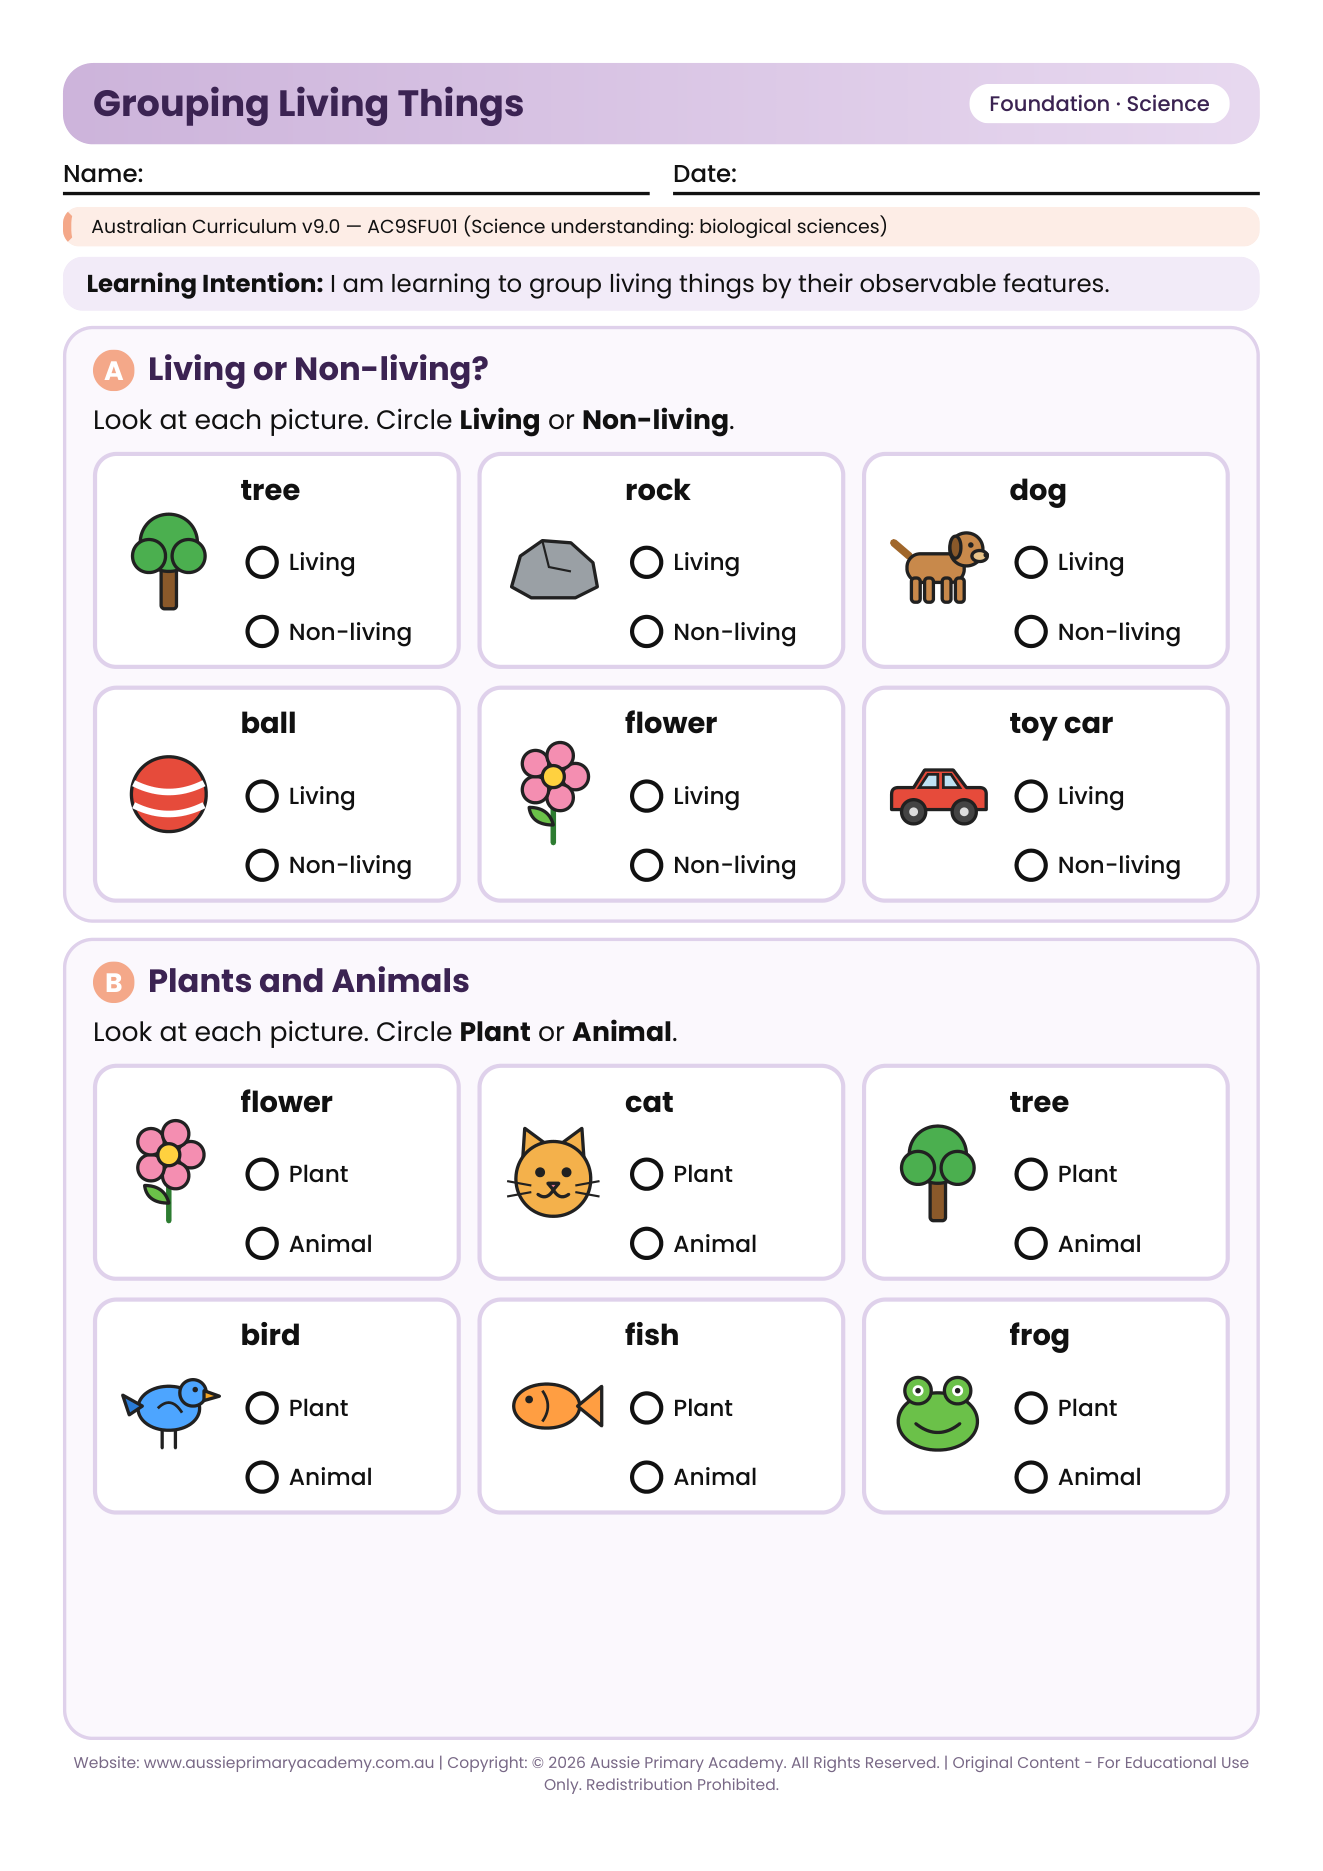 Grouping Living Things
Foundation · Science
Name:
Date:
Australian Curriculum v9.0 — AC9SFU01 (Science understanding: biological sciences)
Learning Intention: I am learning to group living things by their observable features.
A Living or Non-living?
Look at each picture. Circle Living or Non-living.
tree
Living
Non-living
rock
Living
Non-living
dog
Living
Non-living
ball
Living
Non-living
flower
Living
Non-living
toy car
Living
Non-living
B Plants and Animals
Look at each picture. Circle Plant or Animal.
flower
Plant
Animal
cat
Plant
Animal
tree
Plant
Animal
bird
Plant
Animal
fish
Plant
Animal
frog
Plant
Animal
Website: www.aussieprimaryacademy.com.au | Copyright: © 2026 Aussie Primary Academy. All Rights Reserved. | Original Content - For Educational Use
Only. Redistribution Prohibited.